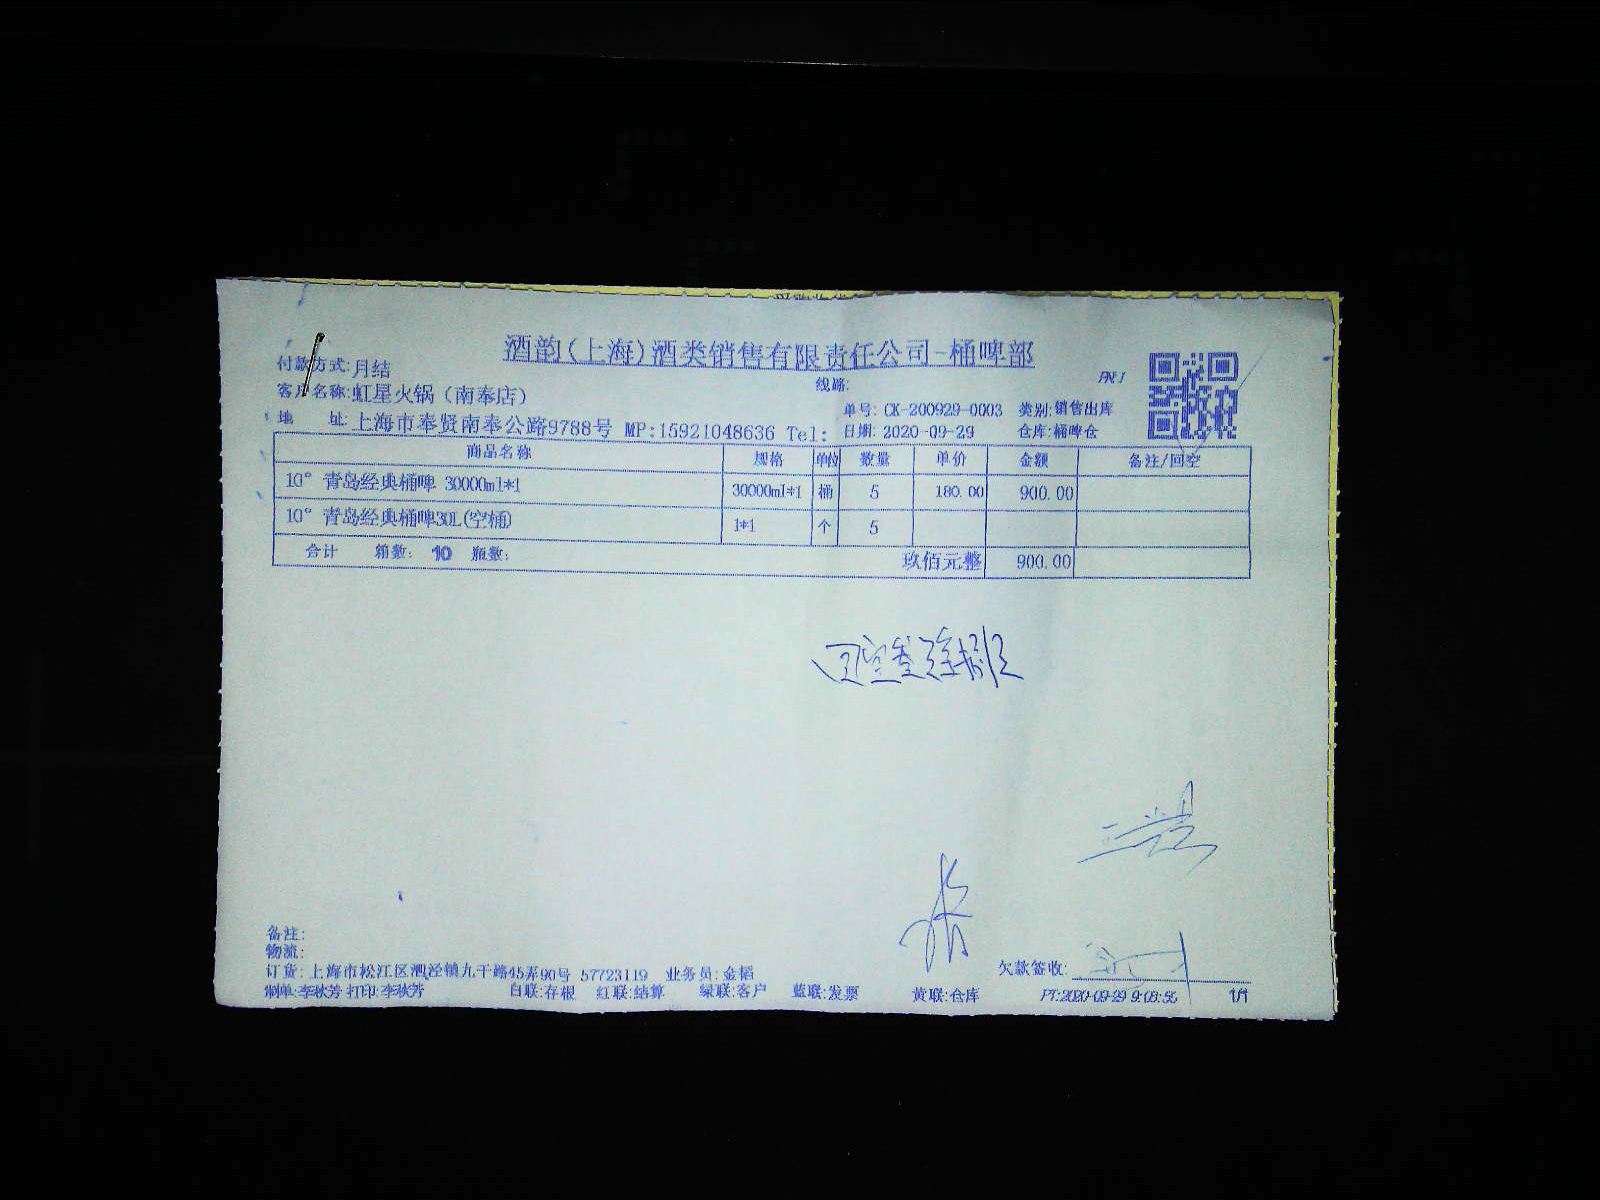 酒韵(上海)酒类销售有限责任公司-桶啤部
付款方式:月结
线路:
客户名称:虹星火锅(南奉店)
单号: CK-200929-0003 类别:销售出库
地 址:上海市奉贤南奉公路9788号 MP:15921048636 Tel: 日期: 2020-09-29 仓库:桶啤仓
商品名称 规格 单位 数量 单价 金额 备注/回空
10° 青岛经典桶啤 30000ml*1 30000ml*1 桶 5 180.00 900.00
10° 青岛经典桶啤30L(空桶) 1*1 个 5
合计 箱数: 10 瓶数: 玖佰元整 900.00
备注:
物流:
订货:上海市松江区泗泾镇九干路45弄90号 57723119 业务员:金韬
欠款签收:
制单:李秋芳 打印:李秋芳 白联:存根 红联:结算 绿联:客户 蓝联:发票 黄联:仓库 PT:2020-09-29 9:08:56 1/1